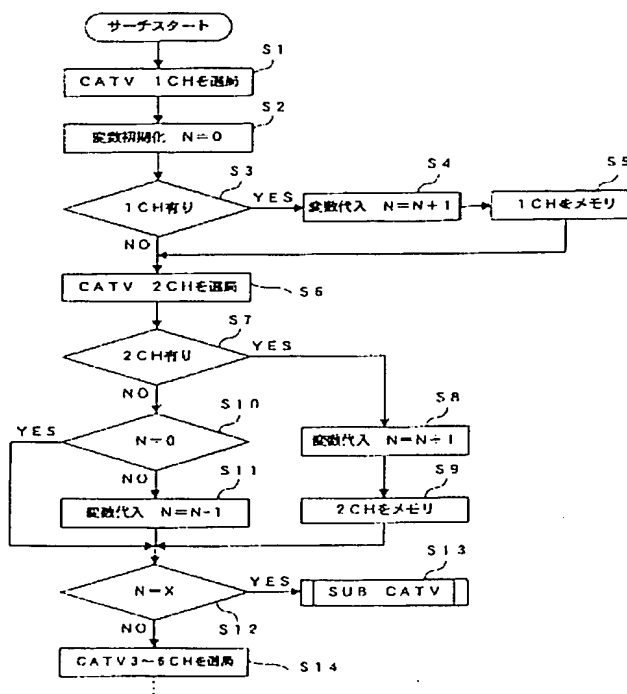 サーチスタート
S1
CATV 1CHを選局
S2
変数初期化 N=0
S3
1CH有り
YES
NO
S4
変数代入 N=N+1
S5
1CHをメモリ
CATV 2CHを選局
S6
S7
2CH有り
YES
NO
S10
YES
N=0
NO
S8
変数代入 N=N+1
S11
変数代入 N=N-1
S9
2CHをメモリ
S13
N=X
YES
SUB CATV
NO
S12
CATV3~6CHを選局
S14